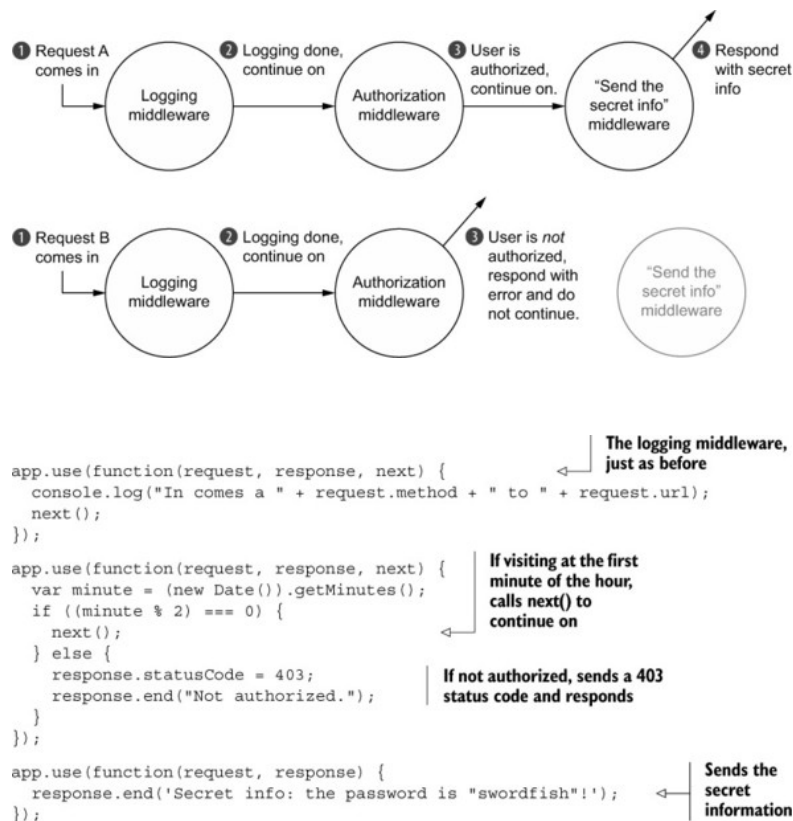 1 Request A
comes in
2 Logging done,
continue on
3 User is
authorized,
continue on.
4 Respond
with secret
info
Logging
middleware
Authorization
middleware
“Send the
secret info”
middleware
1 Request B
comes in
2 Logging done,
continue on
3 User is not
authorized,
respond with
error and do
not continue.
Logging
middleware
Authorization
middleware
“Send the
secret info”
middleware
The logging middleware,
just as before
app.use(function(request, response, next) {
  console.log("In comes a " + request.method + " to " + request.url);
  next();
});
app.use(function(request, response, next) {
  var minute = (new Date()).getMinutes();
  if ((minute % 2) === 0) {
    next();
  } else {
    response.statusCode = 403;
    response.end("Not authorized.");
  }
});
If visiting at the first
minute of the hour,
calls next() to
continue on
If not authorized, sends a 403
status code and responds
app.use(function(request, response) {
  response.end('Secret info: the password is "swordfish"!');
});
Sends the
secret
information